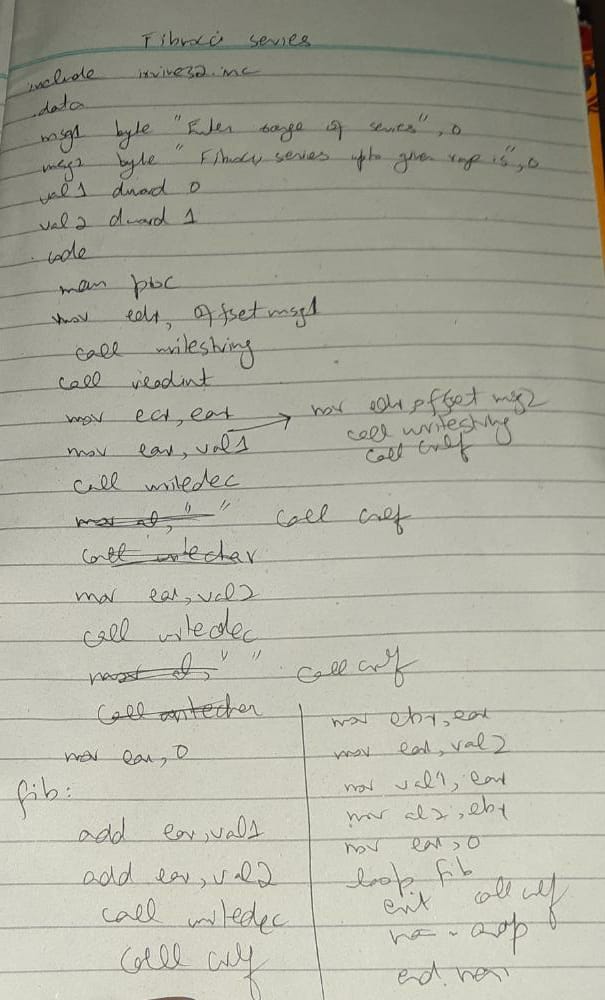 Fibnoci series
include irvine32.inc
.data
msg1 byte "Enter range of series", 0
msg2 byte "Fibnoci series upto given range is", 0
val1 dword 0
val2 dword 1
.code
main proc
mov edx, offset msg1
call writestring
call readint
mov ecx, eax
mov edx offset msg2
call writestring
call crlf
mov eax, val1
call writedec
mov al, " "
call crlf
call writechar
mov eax, val2
call writedec
mov al, " "
call crlf
call writechar
mov eax, 0
fib:
add eax, val1
add eax, val2
call writedec
call crlf
mov ebx, eax
mov eax, val2
mov val1, eax
mov val2, ebx
mov eax, 0
loop fib
call crlf
exit
end main